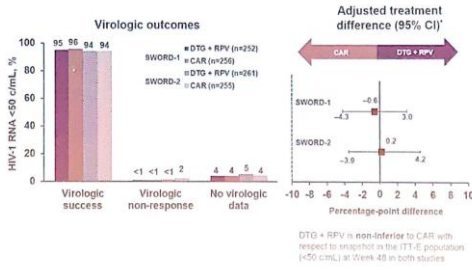 Virologic outcomes
HIV-1 RNA <50 c/mL, %
100
80
60
40
20
0
95 96 94 94
<1 <1 <1 2
4 4 5 4
SWORD-1
DTG + RPV (n=252)
CAR (n=256)
SWORD-2
DTG + RPV (n=261)
CAR (n=255)
Virologic success
Virologic non-response
No virologic data
Adjusted treatment
difference (95% CI)*
CAR DTG + RPV
SWORD-1
-0.6
-4.3 3.0
SWORD-2
0.2
-3.9 4.2
-10 -8 -6 -4 -2 0 2 4 6 8 10
Percentage-point difference
DTG + RPV is non-inferior to CAR with
respect to snapshot in the ITT-E population
(<50 c/mL) at Week 48 in both studies